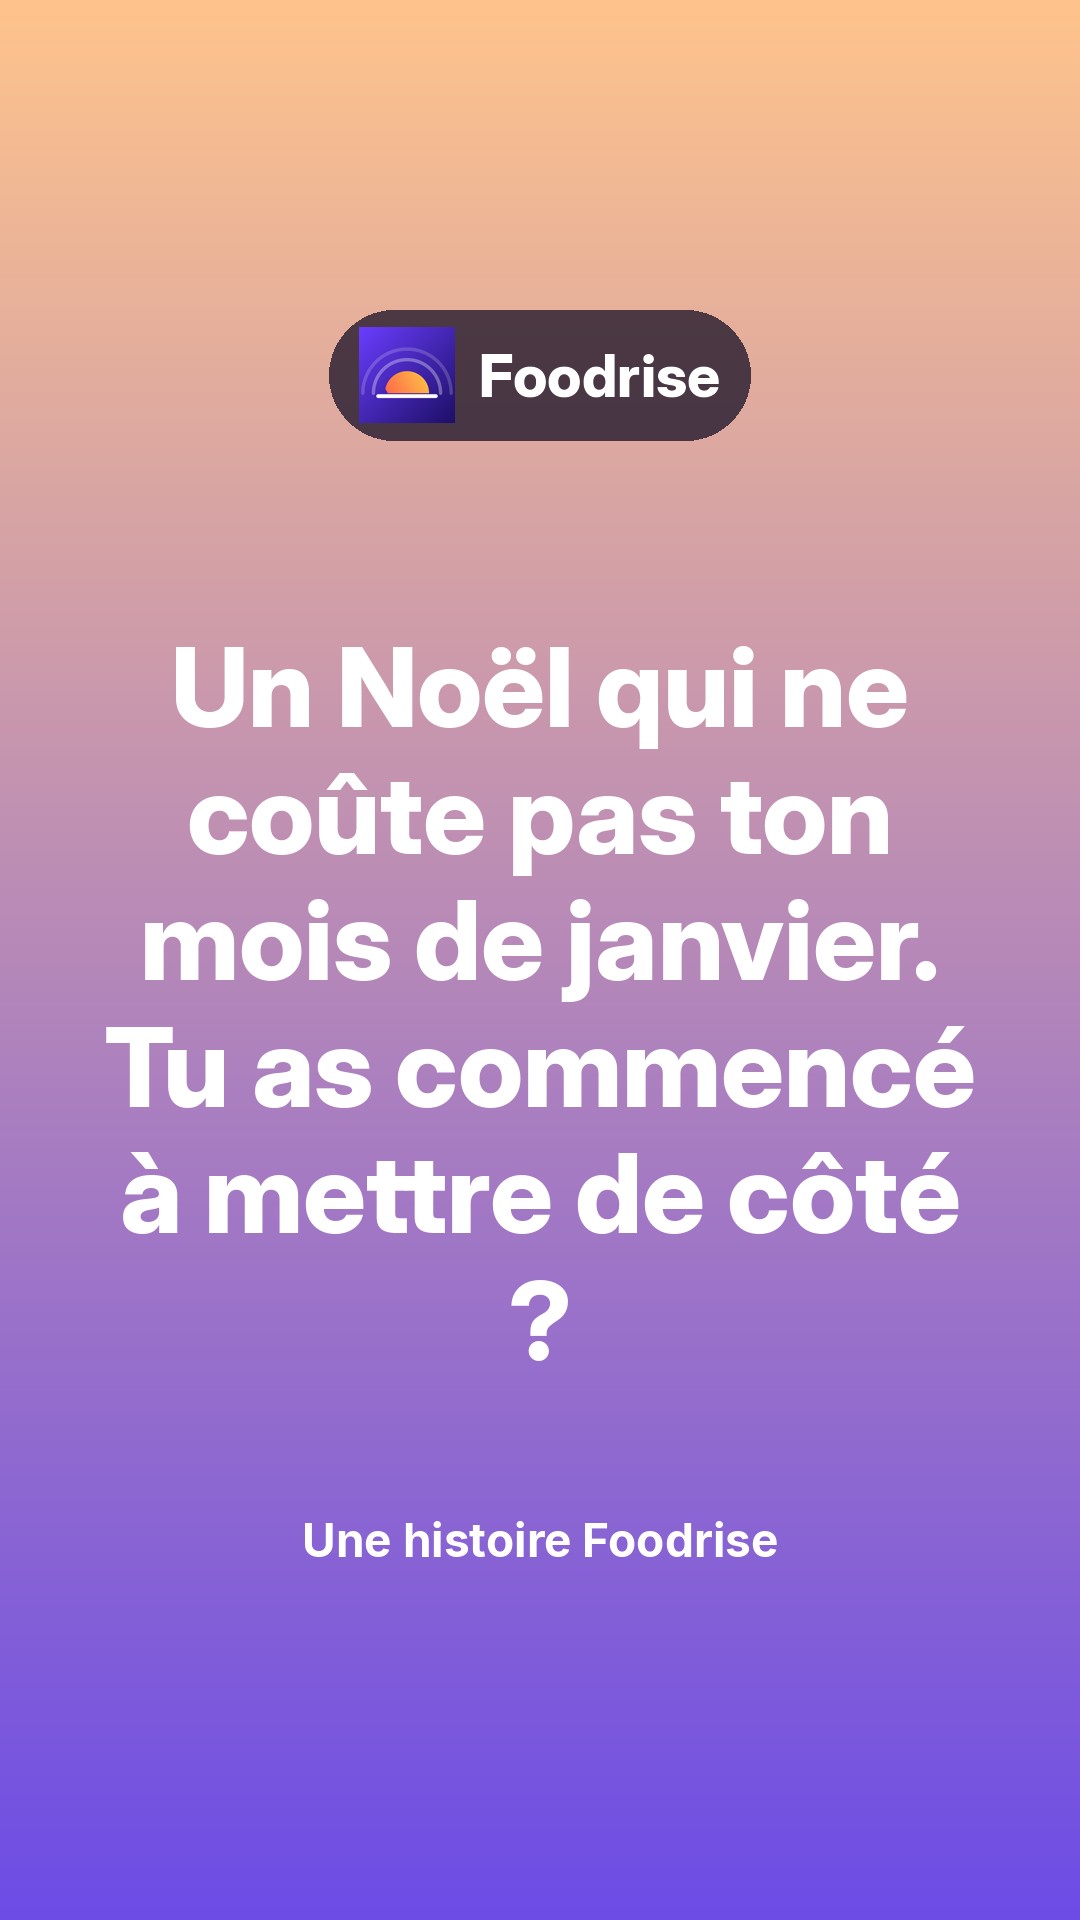 Foodrise
Un Noël qui ne
coûte pas ton
mois de janvier.
Tu as commencé
à mettre de côté
?
Une histoire Foodrise